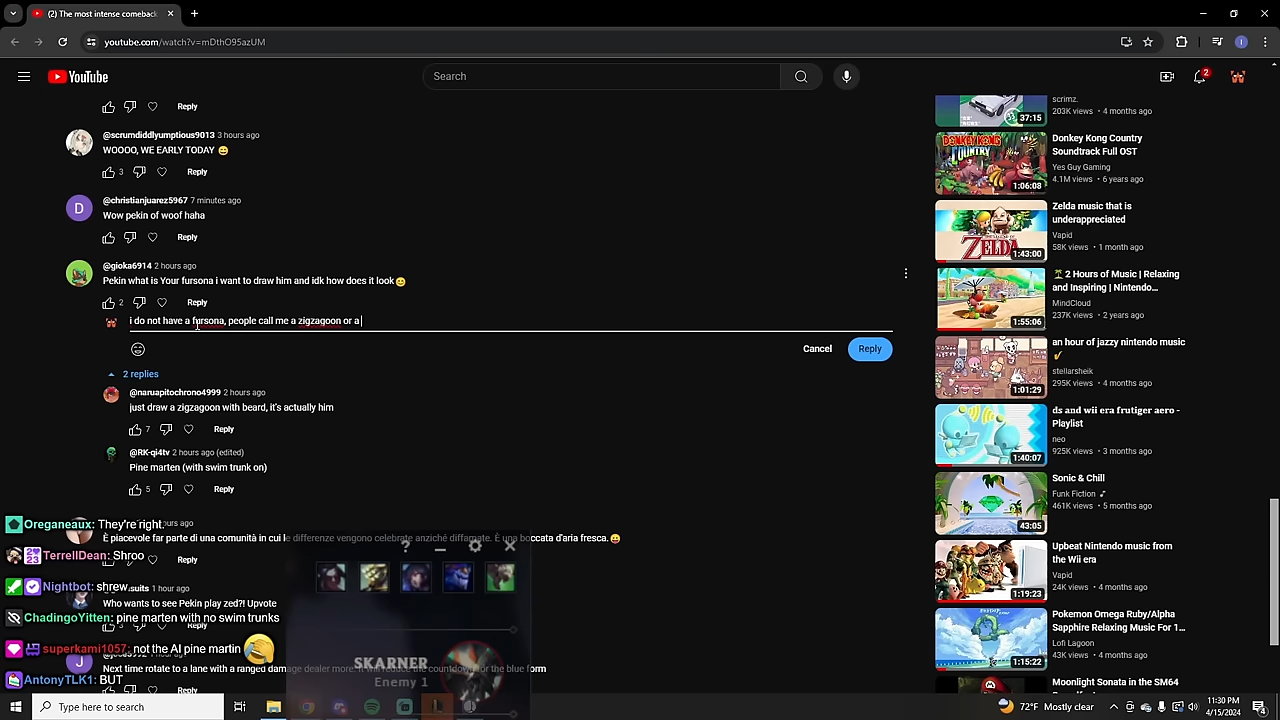 (2) The most intense comeback
youtube.com/watch?v=mDthO95azUM
YouTube
Search
2
Reply
@scrumdiddlyumptious9013 3 hours ago
WOOOO, WE EARLY TODAY 😄
3 Reply
D
@christianjuarez5967 7 minutes ago
Wow pekin of woof haha
Reply
@gioka6914 2 hours ago
Pekin what is Your fursona i want to draw him and idk how does it look😊
2 Reply
i do not have a fursona, people call me a zigzagoon or a
Cancel Reply
2 replies
@naruapitochrono4999 2 hours ago
just draw a zigzagoon with beard, it's actually him
7 Reply
@RK-qi4tv 2 hours ago (edited)
Pine marten (with swim trunk on)
5 Reply
Oreganeaux: They're right.
ours ago
È piacevole far parte di una comunità in cui le differenze vengono celebrate anziché diffamate. È una boccata d'aria fresca.😛
TerrellDean: Shroo
Reply
Nightbot: shrew
suits 1 hour ago
Who wants to see Pekin play zed?! Upvote
ChadingoYitten: pine marten with no swim trunks
Reply
superkami1057: not the AI pine martin
J
Next time rotate to a lane with a ranged damage dealer more. It will reduce the countdown for the blue form
AntonyTLK1: BUT
Reply
SKARNER
Enemy 1
scrimz.
203K views • 4 months ago
37:15
Donkey Kong Country
Soundtrack Full OST
Yes Guy Gaming
4.1M views • 6 years ago
1:06:08
Zelda music that is
underappreciated
Vapid
58K views • 1 month ago
1:43:00
🌴 2 Hours of Music | Relaxing
and Inspiring | Nintendo...
MindCloud
237K views • 2 years ago
1:55:06
an hour of jazzy nintendo music
🎷
stellarsheik
295K views • 4 months ago
1:01:29
ds and wii era frutiger aero -
Playlist
neo
925K views • 3 months ago
1:40:07
Sonic & Chill
Funk Fiction
461K views • 5 months ago
43:05
Upbeat Nintendo music from
the Wii era
Vapid
24K views • 4 months ago
1:19:23
Pokemon Omega Ruby/Alpha
Sapphire Relaxing Music For 1...
Lofi Lagoon
43K views • 4 months ago
1:15:22
Moonlight Sonata in the SM64
Type here to search
72°F Mostly clear
11:30 PM
4/15/2024